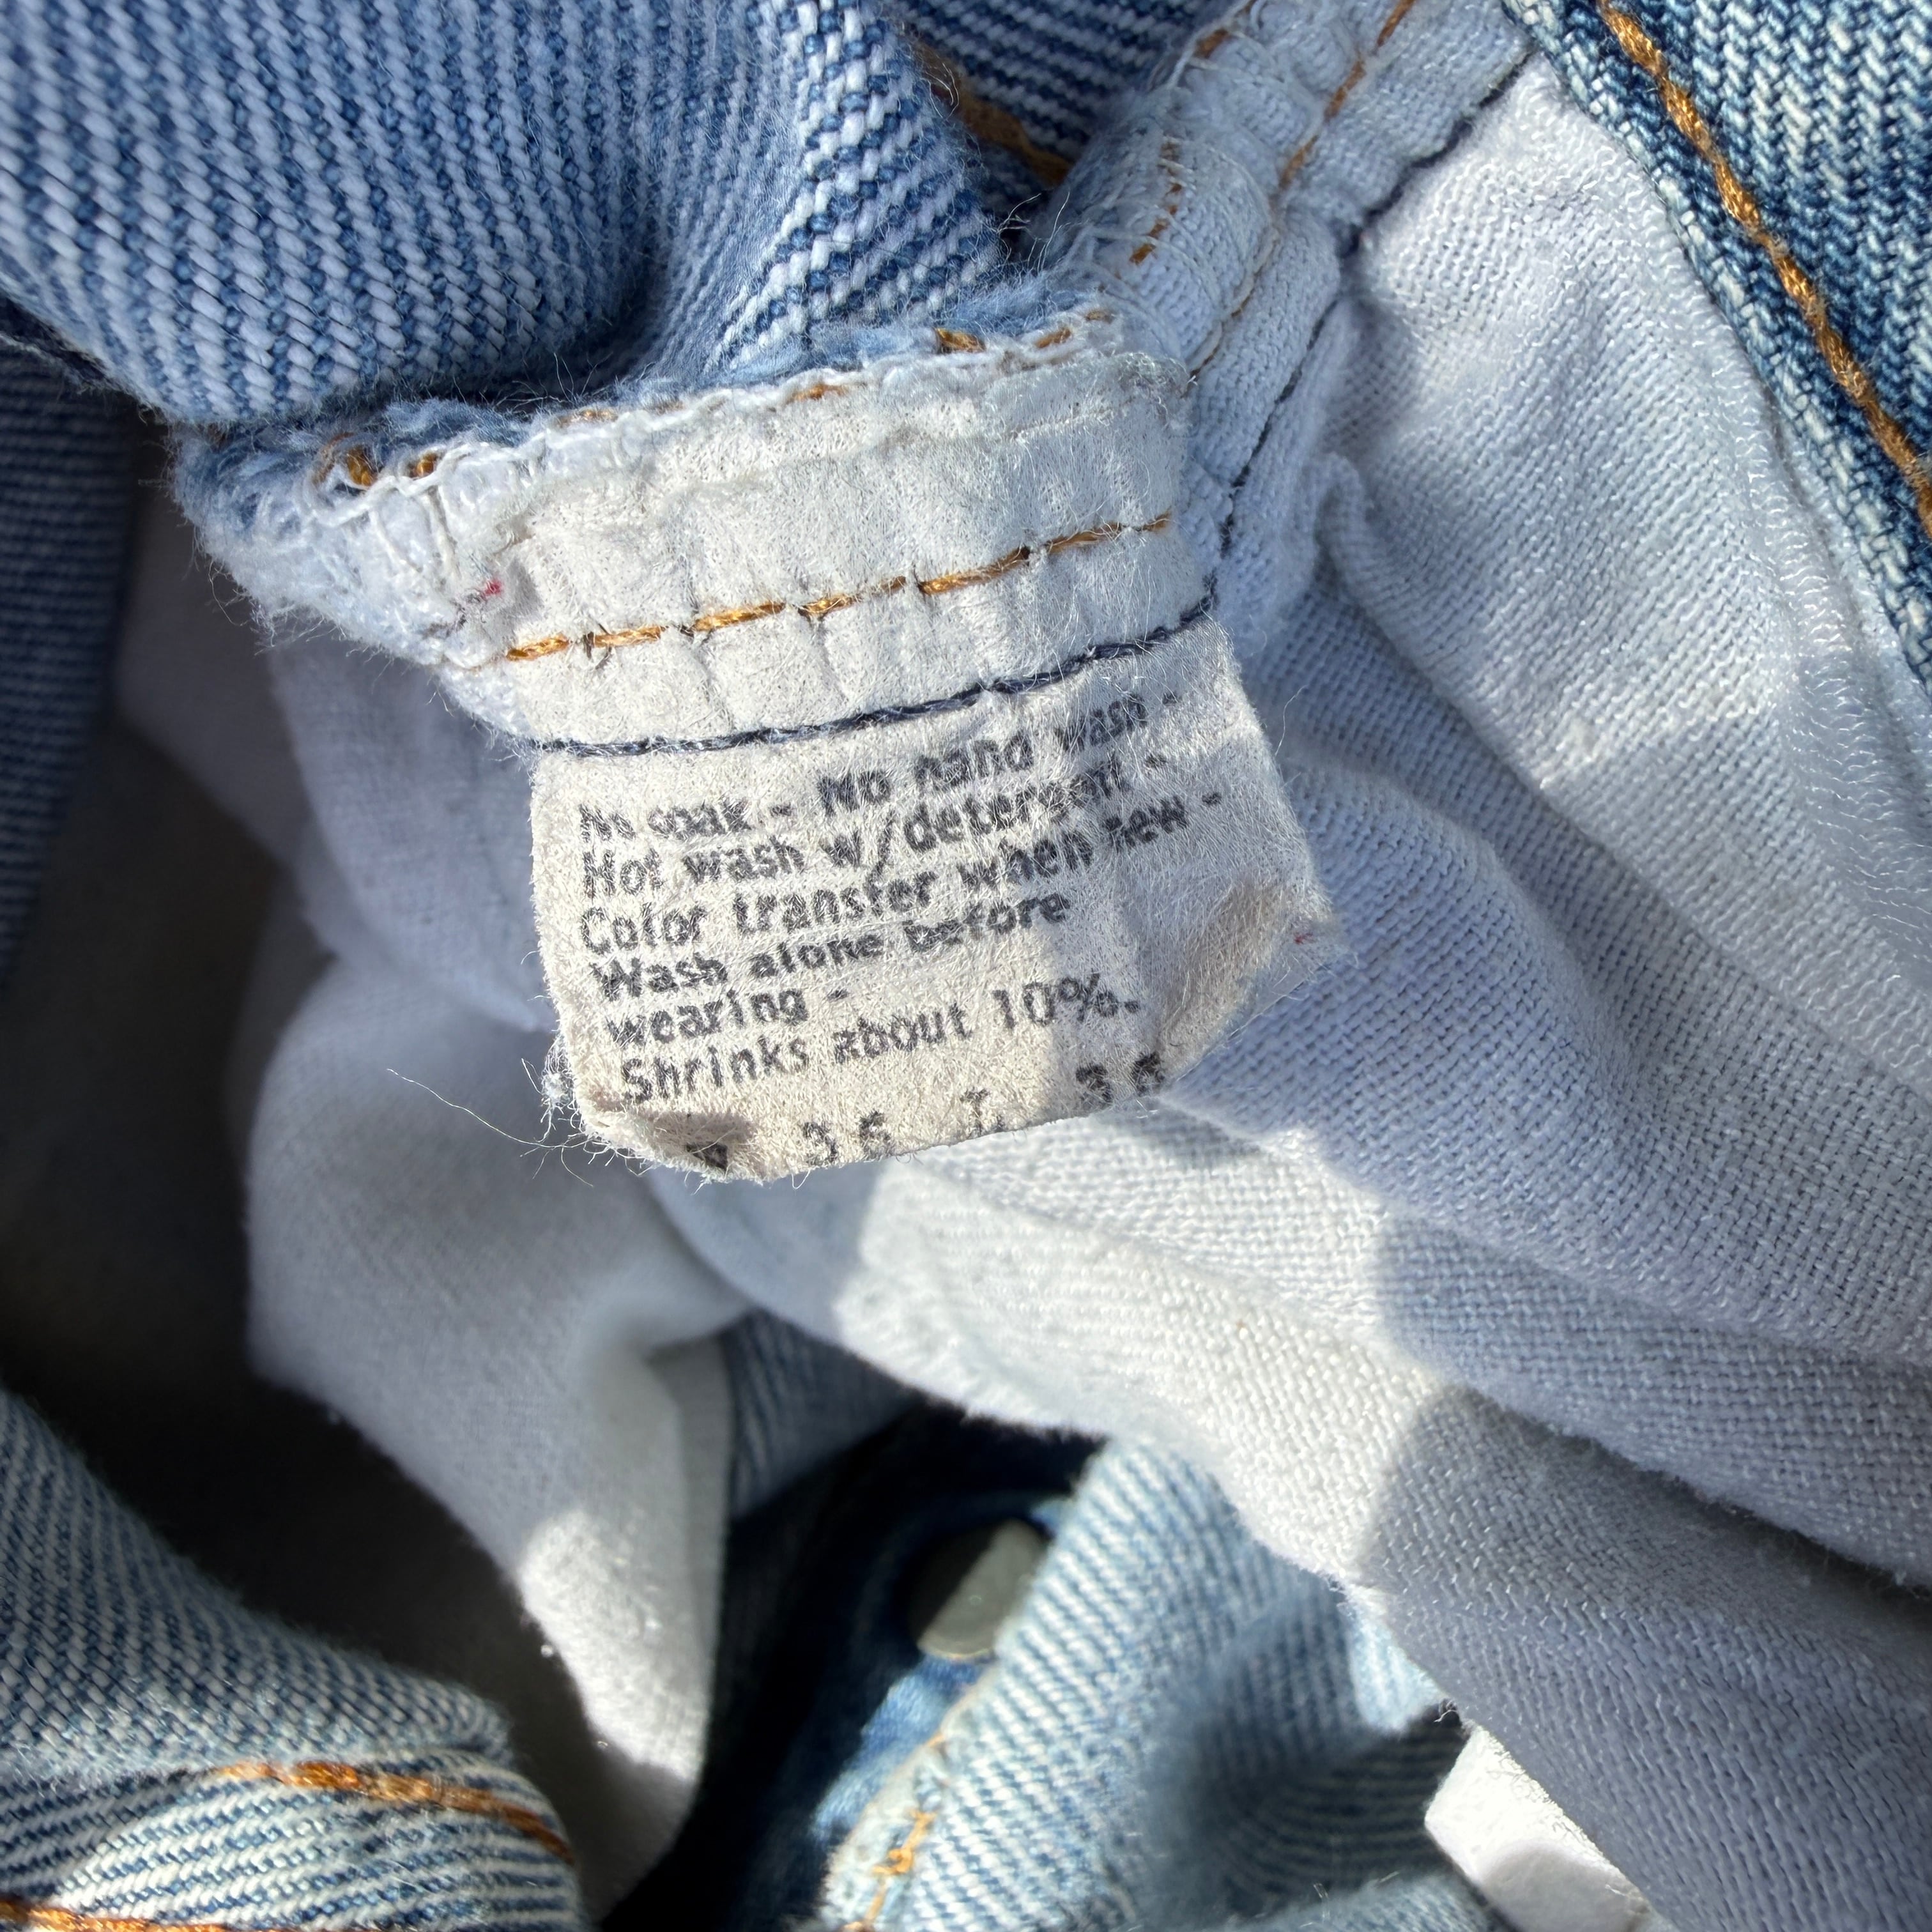 No soak - No hand wash -
Hot wash w/detergent -
Color transfer when new -
Wash alone before
wearing -
Shrinks about 10%.
36 L 36